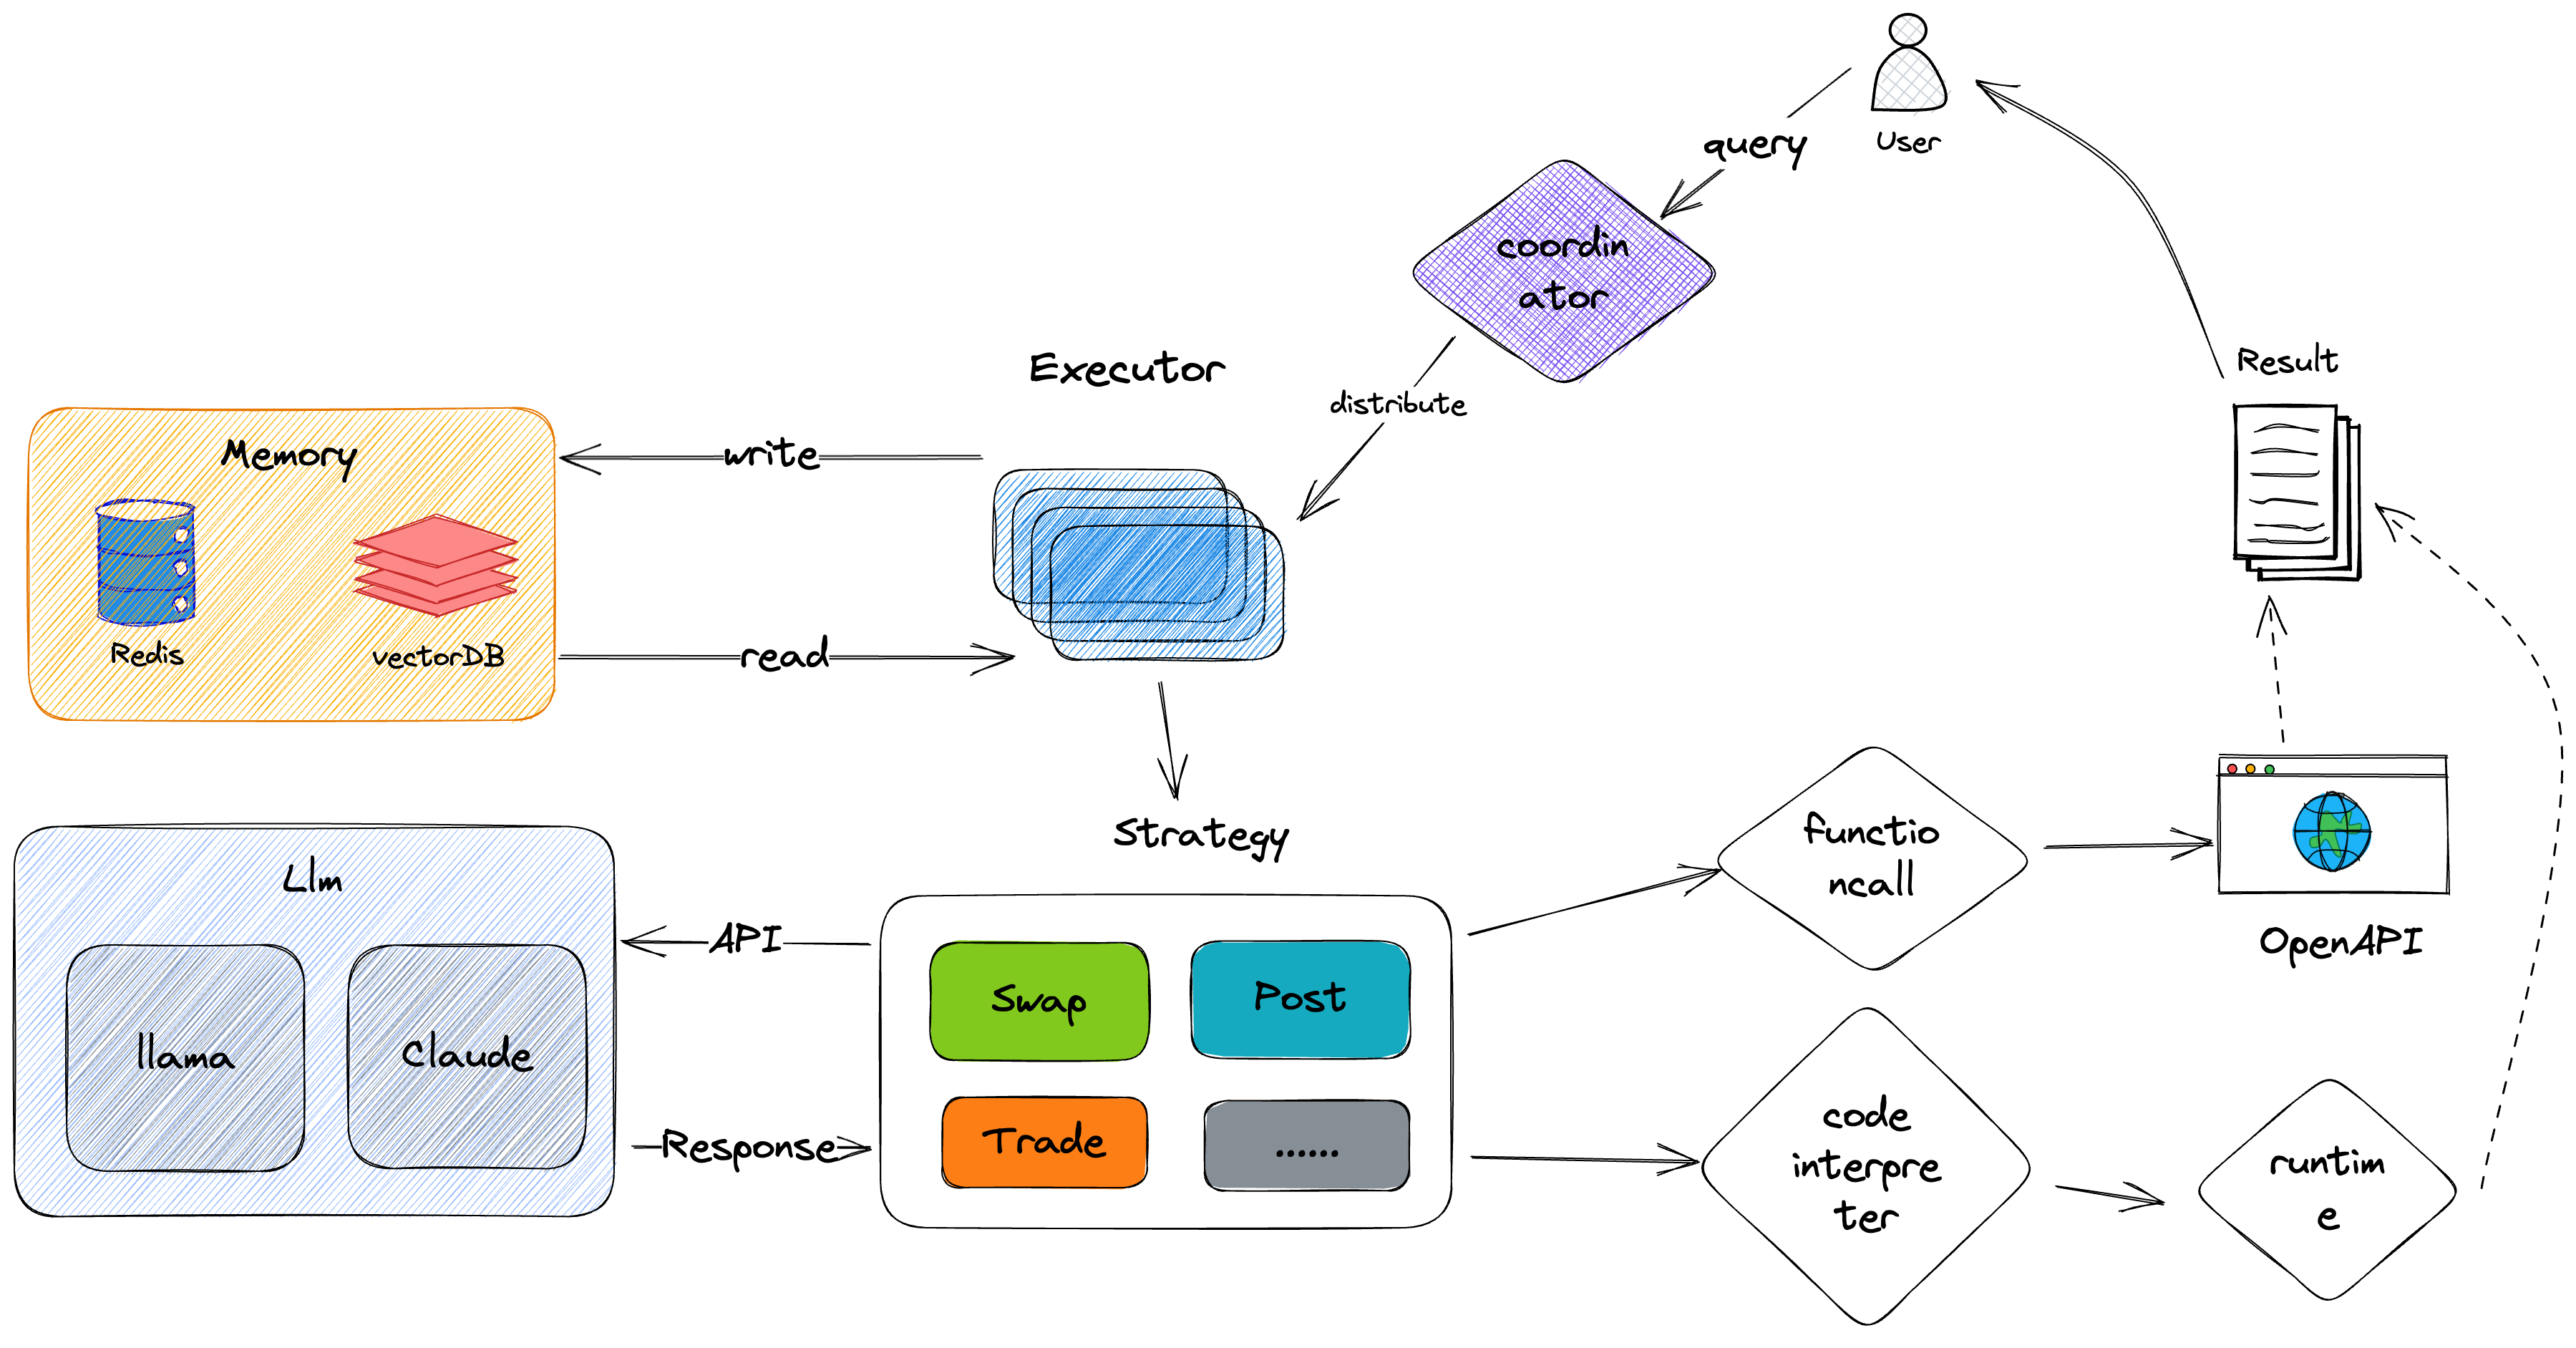 User
query
coordin
ator
distribute
Executor
Result
Memory
write
Redis
vectorDB
read
Strategy
functio
ncall
OpenAPI
Llm
API
llama
Claude
Swap
Post
Response
Trade
......
code
interpre
ter
runtim
e